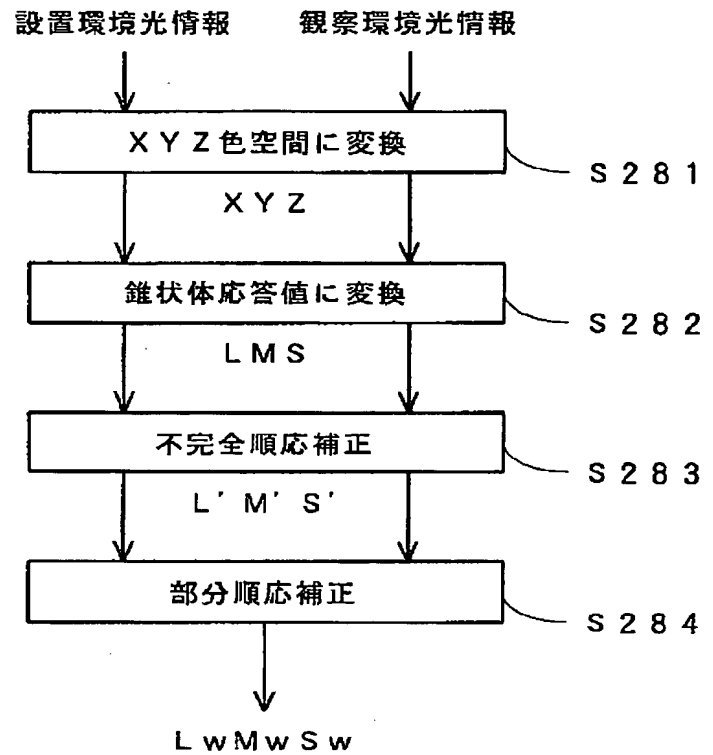 設置環境光情報　　観察環境光情報
XYZ色空間に変換
S281
XYZ
錐状体応答値に変換
S282
LMS
不完全順応補正
S283
L'M'S'
部分順応補正
S284
LwMwSw